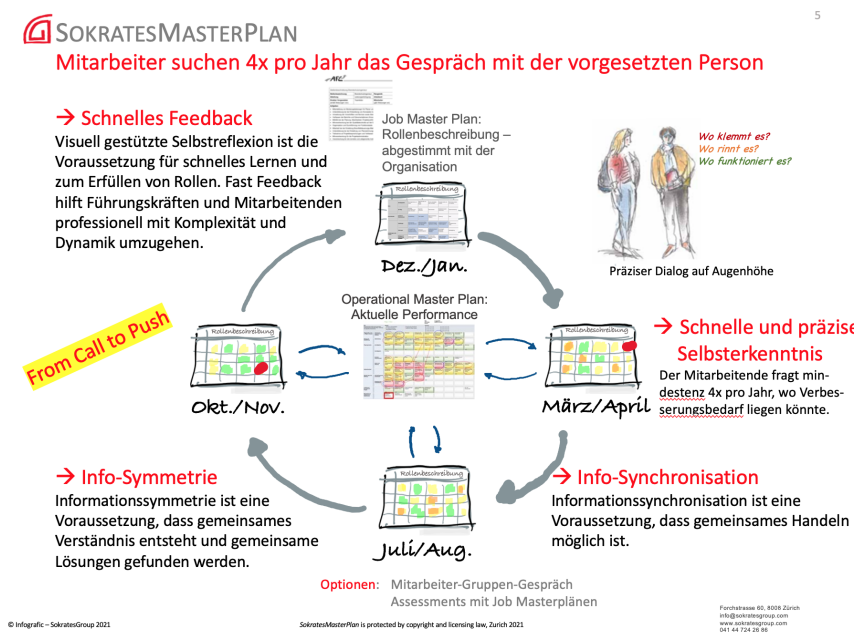 5
SOKRATESMASTERPLAN
Mitarbeiter suchen 4x pro Jahr das Gespräch mit der vorgesetzten Person
→ Schnelles Feedback
Visuell gestützte Selbstreflexion ist die
Voraussetzung für schnelles Lernen und
zum Erfüllen von Rollen. Fast Feedback
hilft Führungskräften und Mitarbeitenden
professionell mit Komplexität und
Dynamik umzugehen.
Job Master Plan:
Rollenbeschreibung –
abgestimmt mit der
Organisation
Rollenbeschreibung
Dez./Jan.
Wo klemmt es?
Wo rinnt es?
Wo funktioniert es?
Präziser Dialog auf Augenhöhe
From Call to Push
Operational Master Plan:
Aktuelle Performance
Rollenbeschreibung
Okt./Nov.
Rollenbeschreibung
März/April
→ Schnelle und präzise
Selbsterkenntnis
Der Mitarbeitende fragt min-
destenz 4x pro Jahr, wo Verbes-
serungsbedarf liegen könnte.
→ Info-Symmetrie
Informationssymmetrie ist eine
Voraussetzung, dass gemeinsames
Verständnis entsteht und gemeinsame
Lösungen gefunden werden.
Rollenbeschreibung
Juli/Aug.
→ Info-Synchronisation
Informationssynchronisation ist eine
Voraussetzung, dass gemeinsames Handeln
möglich ist.
Optionen: Mitarbeiter-Gruppen-Gespräch
Assessments mit Job Masterplänen
© Infografic – SokratesGroup 2021
SokratesMasterPlan is protected by copyright and licensing law, Zurich 2021
Forchstrasse 60, 8008 Zürich
info@sokratesgroup.com
www.sokratesgroup.com
041 44 724 26 86